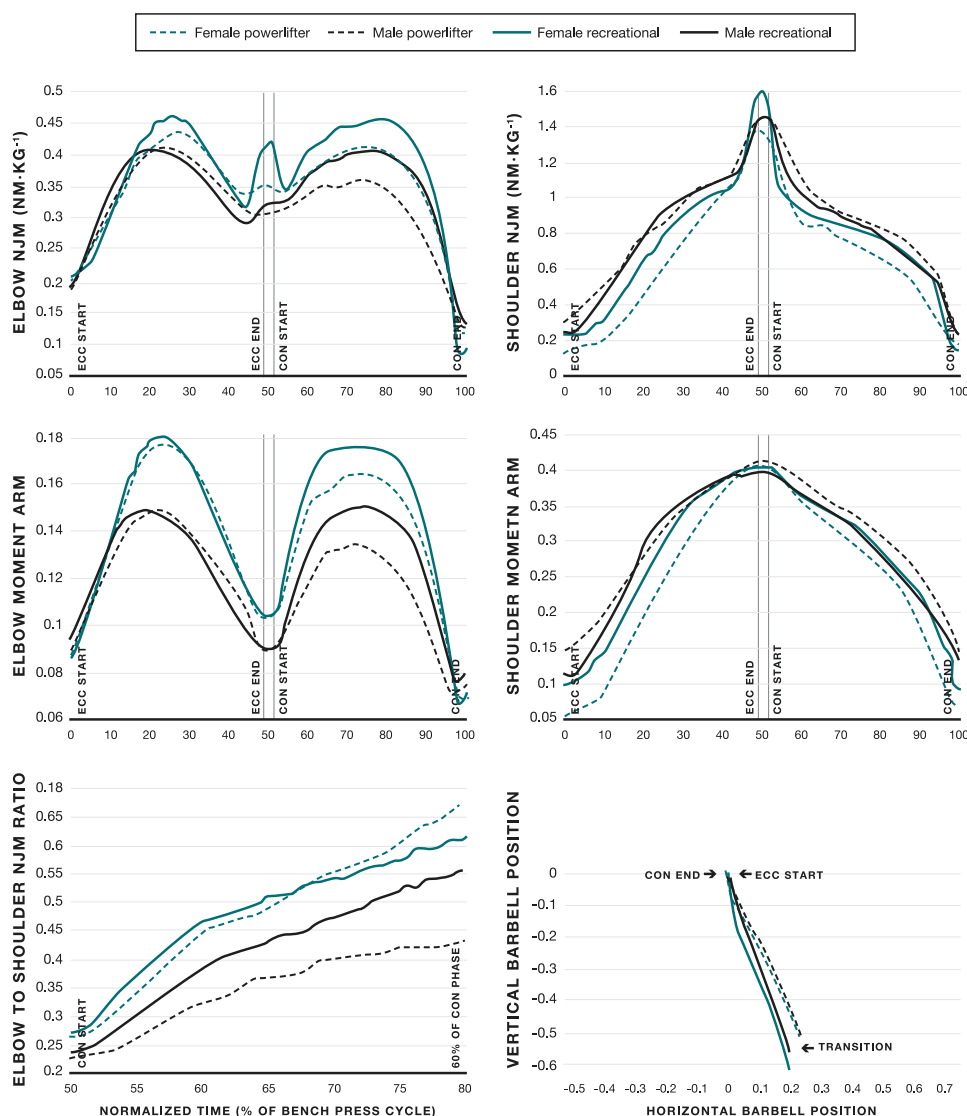 Female powerlifter Male powerlifter Female recreational Male recreational
ELBOW NJM (NM·KG⁻¹)
0.5
0.4
0.35
0.3
0.2
0.2
0.15
0.1
0.05
ECC START
ECC END
CON START
CON END
0 10 20 30 40 50 60 70 80 90 100
SHOULDER NJM (NM·KG⁻¹)
1.6
1.4
1.2
1
0.8
0.6
0.4
0.2
0
ECC START
ECC END
CON START
CON END
0 10 20 30 40 50 60 70 80 90 100
ELBOW MOMENT ARM
0.18
0.16
0.14
0.12
0.1
0.08
0.06
ECC START
ECC END
CON START
CON END
0 10 20 30 40 50 60 70 80 90 100
SHOULDER MOMETN ARM
0.45
0.4
0.35
0.3
0.25
0.2
0.15
0.1
0.05
ECC START
ECC END
CON START
CON END
0 10 20 30 40 50 60 70 80 90 100
ELBOW TO SHOULDER NJM RATIO
0.18
0.65
0.6
0.55
0.5
0.45
0.4
0.35
0.3
0.25
0.2
CON START
60% OF CON PHASE
50 55 60 65 70 75 80
NORMALIZED TIME (% OF BENCH PRESS CYCLE)
VERTICAL BARBELL POSITION
0
-0.1
-0.2
-0.3
-0.4
-0.5
-0.6
CON END → ← ECC START
← TRANSITION
-0.5 -0.4 -0.3 -0.2 -0.1 0 0.1 0.2 0.3 0.4 0.5 0.6 0.7
HORIZONTAL BARBELL POSITION